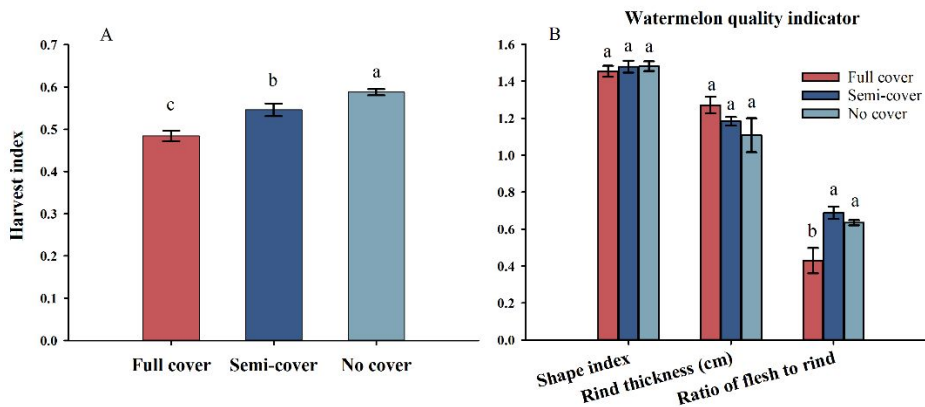 A
Harvest index
0.7
0.6
0.5
0.4
0.3
0.2
0.1
0.0
c
b
a
Full cover
Semi-cover
No cover
Watermelon quality indicator
B
1.6
1.4
1.2
1.0
0.8
0.6
0.4
0.2
0.0
a a a
a a a
b a a
Full cover
Semi-cover
No cover
Shape index
Rind thickness (cm)
Ratio of flesh to rind